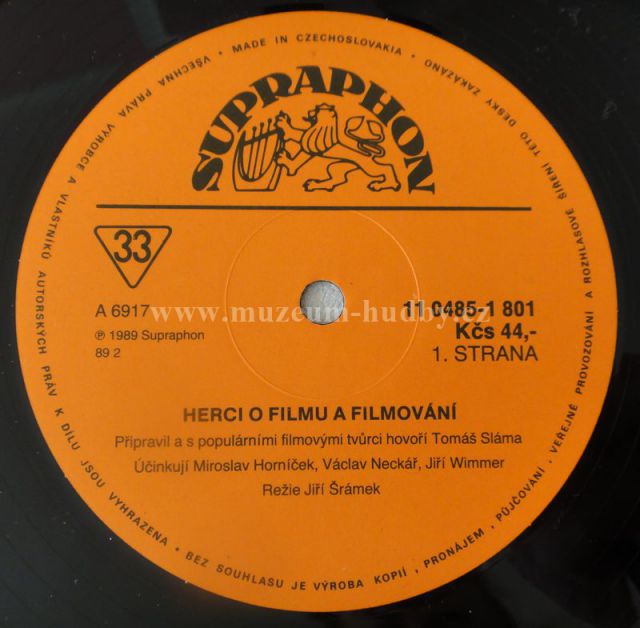 VŠECHNA PRÁVA VÝROBCE A VLASTNÍKŮ AUTORSKÝCH PRÁV K DÍLU JSOU VYHRAZENA • BEZ SOUHLASU JE VÝROBA KOPIÍ, PRONÁJEM, PŮJČOVÁNÍ, VEŘEJNÉ PROVOZOVÁNÍ A ROZHLASOVÉ ŠÍŘENÍ TÉTO DESKY ZAKÁZÁNO
• MADE IN CZECHOSLOVAKIA •
SUPRAPHON
33
A 6917
11 0485-1 801
www.muzeum-hudby.cz
℗ 1989 Supraphon
Kčs 44,-
89 2
1. STRANA
HERCI O FILMU A FILMOVÁNÍ
Připravil a s populárními filmovými tvůrci hovoří Tomáš Sláma
Účinkují Miroslav Horníček, Václav Neckář, Jiří Wimmer
Režie Jiří Šrámek